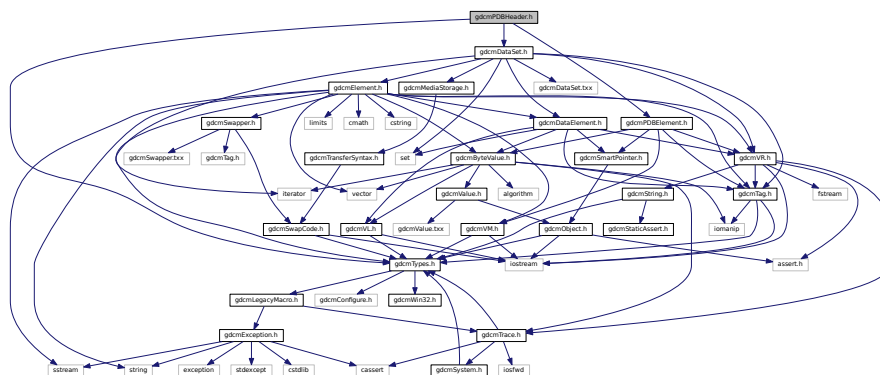 gdcmPDBHeader.h
gdcmDataSet.h
gdcmElement.h
gdcmMediaStorage.h
gdcmDataSet.txx
gdcmSwapper.h
limits
cmath
cstring
gdcmDataElement.h
gdcmPDBElement.h
gdcmSwapper.txx
gdcmTag.h
gdcmTransferSyntax.h
set
gdcmByteValue.h
gdcmSmartPointer.h
gdcmVR.h
iterator
vector
gdcmValue.h
algorithm
gdcmString.h
gdcmTag.h
fstream
gdcmSwapCode.h
gdcmVL.h
gdcmValue.txx
gdcmVM.h
gdcmObject.h
gdcmStaticAssert.h
iomanip
gdcmTypes.h
iostream
assert.h
gdcmLegacyMacro.h
gdcmConfigure.h
gdcmWin32.h
gdcmException.h
gdcmTrace.h
sstream
string
exception
stdexcept
cstdlib
cassert
gdcmSystem.h
iosfwd